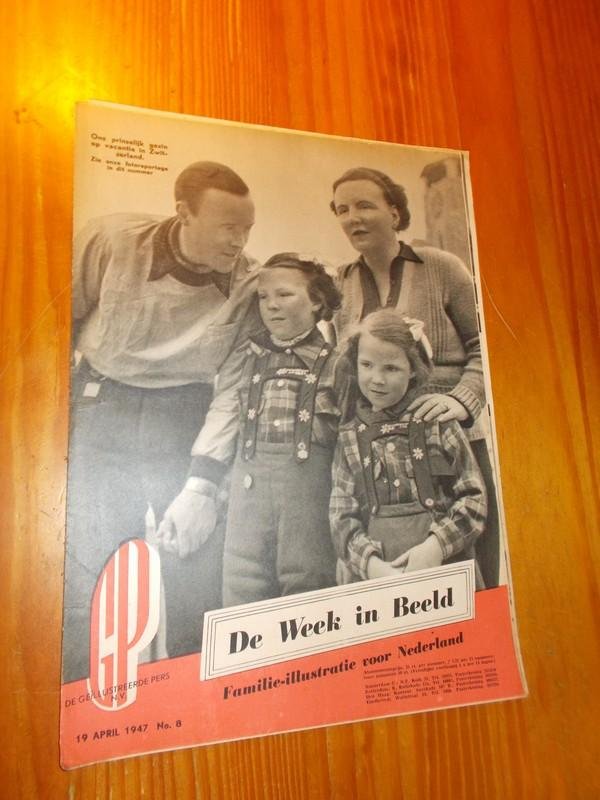 Ons prinselijk gezin
op vacantie in Zwit-
serland.
Zie onze fotoreportage
in dit nummer
GP
De Week in Beeld
Familie-illustratie voor Nederland
DE GEÏLLUSTREERDE PERS
N.V.
19 APRIL 1947 No. 8